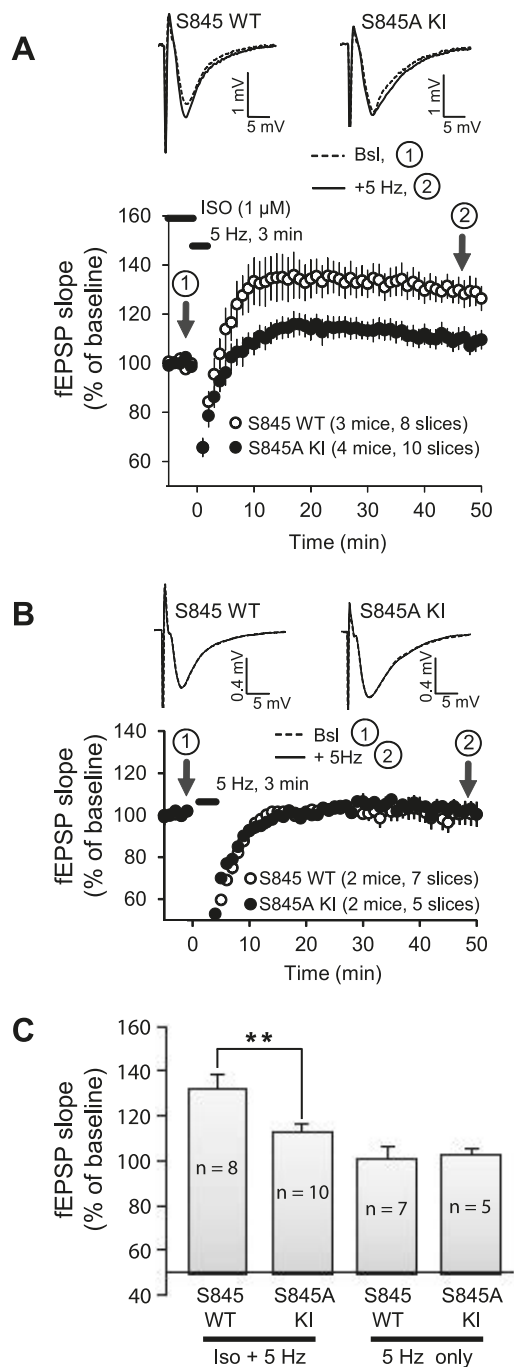 A
S845 WT
S845A KI
1 mV
5 mV
1 mV
5 mV
Bsl, 1
+5 Hz, 2
fEPSP slope
(% of baseline)
160
140
120
100
80
60
ISO (1 µM)
5 Hz, 3 min
1
2
S845 WT (3 mice, 8 slices)
S845A KI (4 mice, 10 slices)
0 10 20 30 40 50
Time (min)
B
S845 WT
S845A KI
0.4 mV
5 mV
0.4 mV
5 mV
Bsl 1
+ 5Hz 2
fEPSP slope
(% of baseline)
140
120
100
80
60
1
5 Hz, 3 min
2
S845 WT (2 mice, 7 slices)
S845A KI (2 mice, 5 slices)
0 10 20 30 40 50
Time (min)
C
fEPSP slope
(% of baseline)
160
140
120
100
80
60
40
**
n = 8
n = 10
n = 7
n = 5
S845 S845A S845 S845A
WT KI WT KI
Iso + 5 Hz 5 Hz only